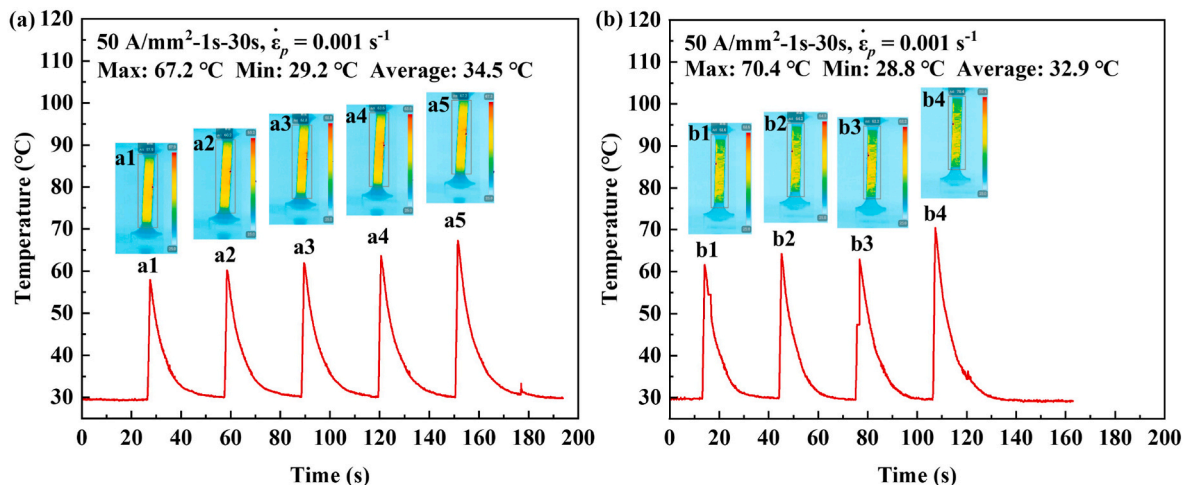 (a)
120
110
100
90
80
70
60
50
40
30
Temperature (℃)
50 A/mm²-1s-30s, ε̇ₚ = 0.001 s⁻¹
Max: 67.2 ℃ Min: 29.2 ℃ Average: 34.5 ℃
a1
a2
a3
a4
a5
a1
a2
a3
a4
a5
0 20 40 60 80 100 120 140 160 180 200
Time (s)
(b)
120
110
100
90
80
70
60
50
40
30
Temperature (℃)
50 A/mm²-1s-30s, ε̇ₚ = 0.001 s⁻¹
Max: 70.4 ℃ Min: 28.8 ℃ Average: 32.9 ℃
b1
b2
b3
b4
b1
b2
b3
b4
0 20 40 60 80 100 120 140 160 180 200
Time (s)